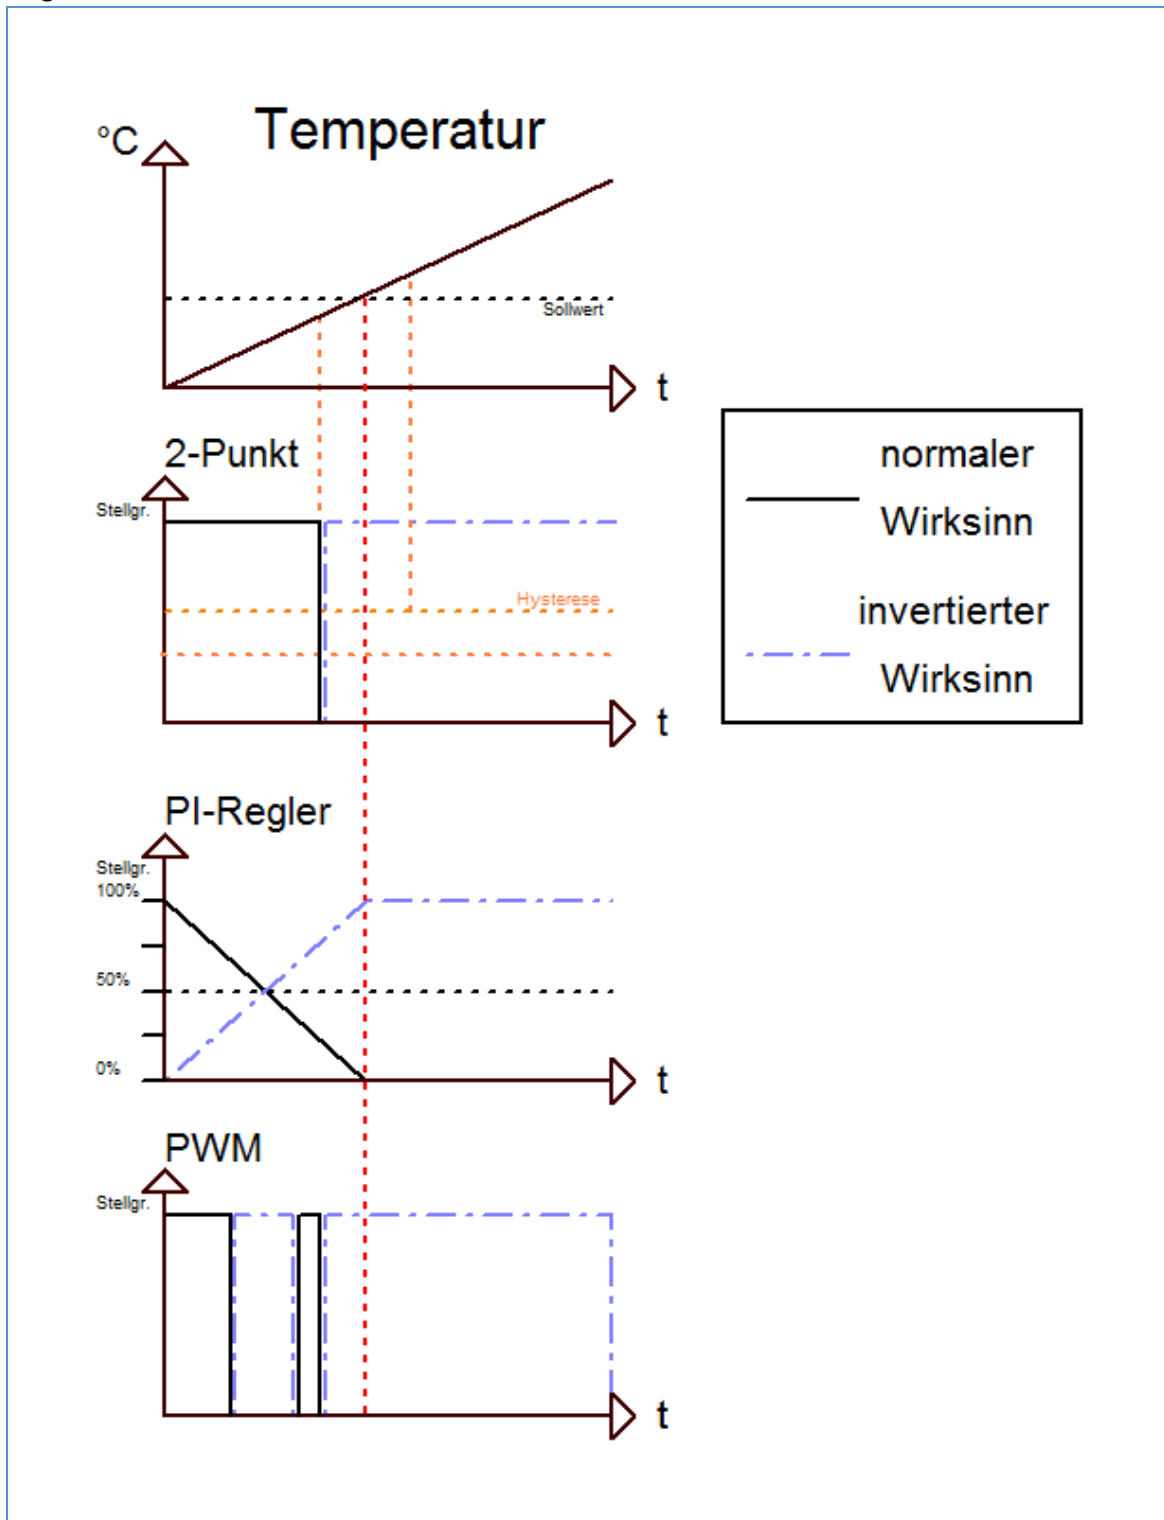 Temperatur
°C
Sollwert
t
2-Punkt
Stellgr.
Hysterese
t
normaler
Wirksinn
invertierter
Wirksinn
PI-Regler
Stellgr.
100%
50%
0%
t
PWM
Stellgr.
t